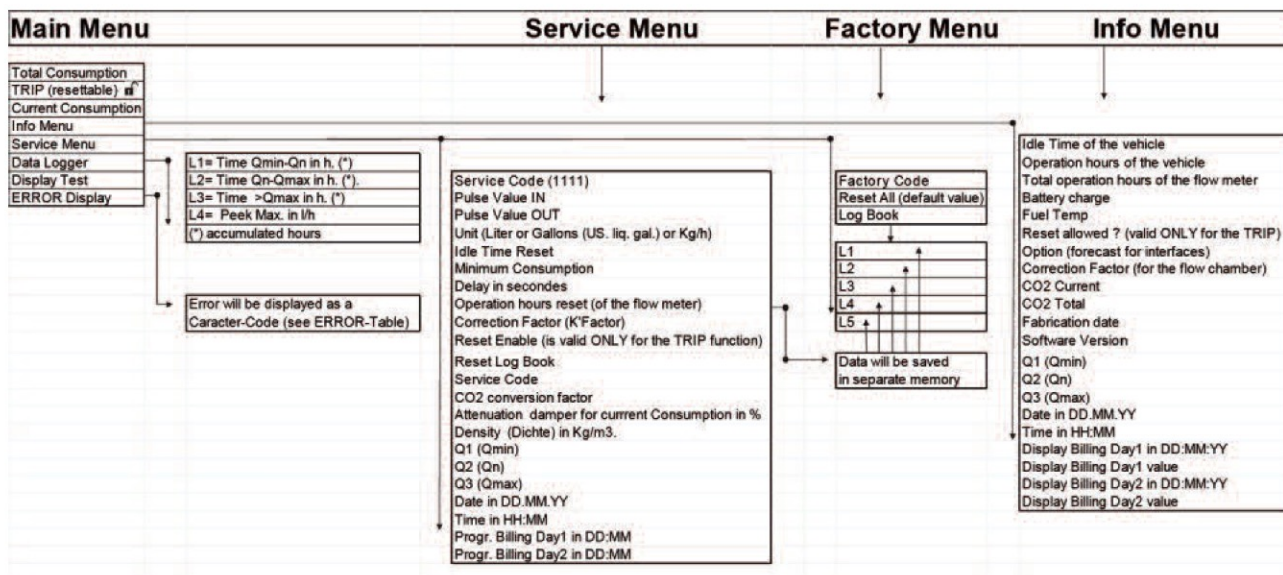 Main Menu
Service Menu
Factory Menu
Info Menu
Total Consumption
TRIP (resettable)
Current Consumption
Info Menu
Service Menu
Data Logger
Display Test
ERROR Display
L1= Time Qmin-Qn in h. (*)
L2= Time Qn-Qmax in h. (*).
L3= Time >Qmax in h. (*)
L4= Peek Max. in l/h
(*) accumulated hours
Error will be displayed as a
Caracter-Code (see ERROR-Table)
Service Code (1111)
Pulse Value IN
Pulse Value OUT
Unit (Liter or Gallons (US. liq. gal.) or Kg/h)
Idle Time Reset
Minimum Consumption
Delay in secondes
Operation hours reset (of the flow meter)
Correction Factor (K'Factor)
Reset Enable (is valid ONLY for the TRIP function)
Reset Log Book
Service Code
CO2 conversion factor
Attenuation damper for currrent Consumption in %
Density (Dichte) in Kg/m3.
Q1 (Qmin)
Q2 (Qn)
Q3 (Qmax)
Date in DD.MM.YY
Time in HH:MM
Progr. Billing Day1 in DD:MM
Progr. Billing Day2 in DD:MM
Factory Code
Reset All (default value)
Log Book
L1
L2
L3
L4
L5
Data will be saved
in separate memory
Idle Time of the vehicle
Operation hours of the vehicle
Total operation hours of the flow meter
Battery charge
Fuel Temp
Reset allowed ? (valid ONLY for the TRIP)
Option (forecast for interfaces)
Correction Factor (for the flow chamber)
CO2 Current
CO2 Total
Fabrication date
Software Version
Q1 (Qmin)
Q2 (Qn)
Q3 (Qmax)
Date in DD.MM.YY
Time in HH:MM
Display Billing Day1 in DD:MM:YY
Display Billing Day1 value
Display Billing Day2 in DD:MM:YY
Display Billing Day2 value